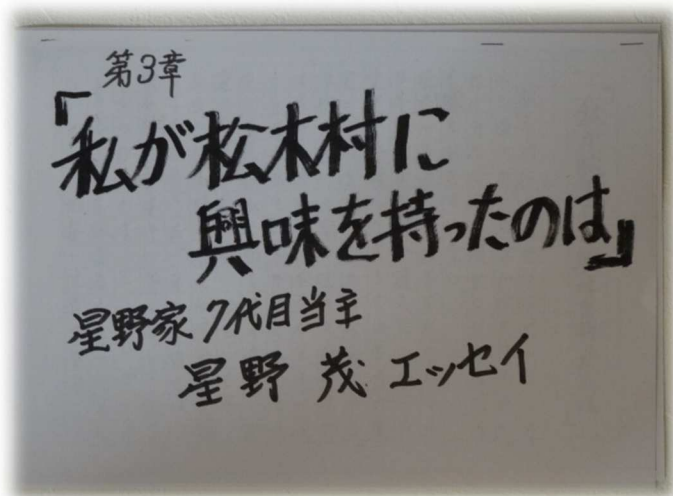 第3章
『私が松木村に
興味を持ったのは』
星野家 7代目当主
星野 茂 エッセイ